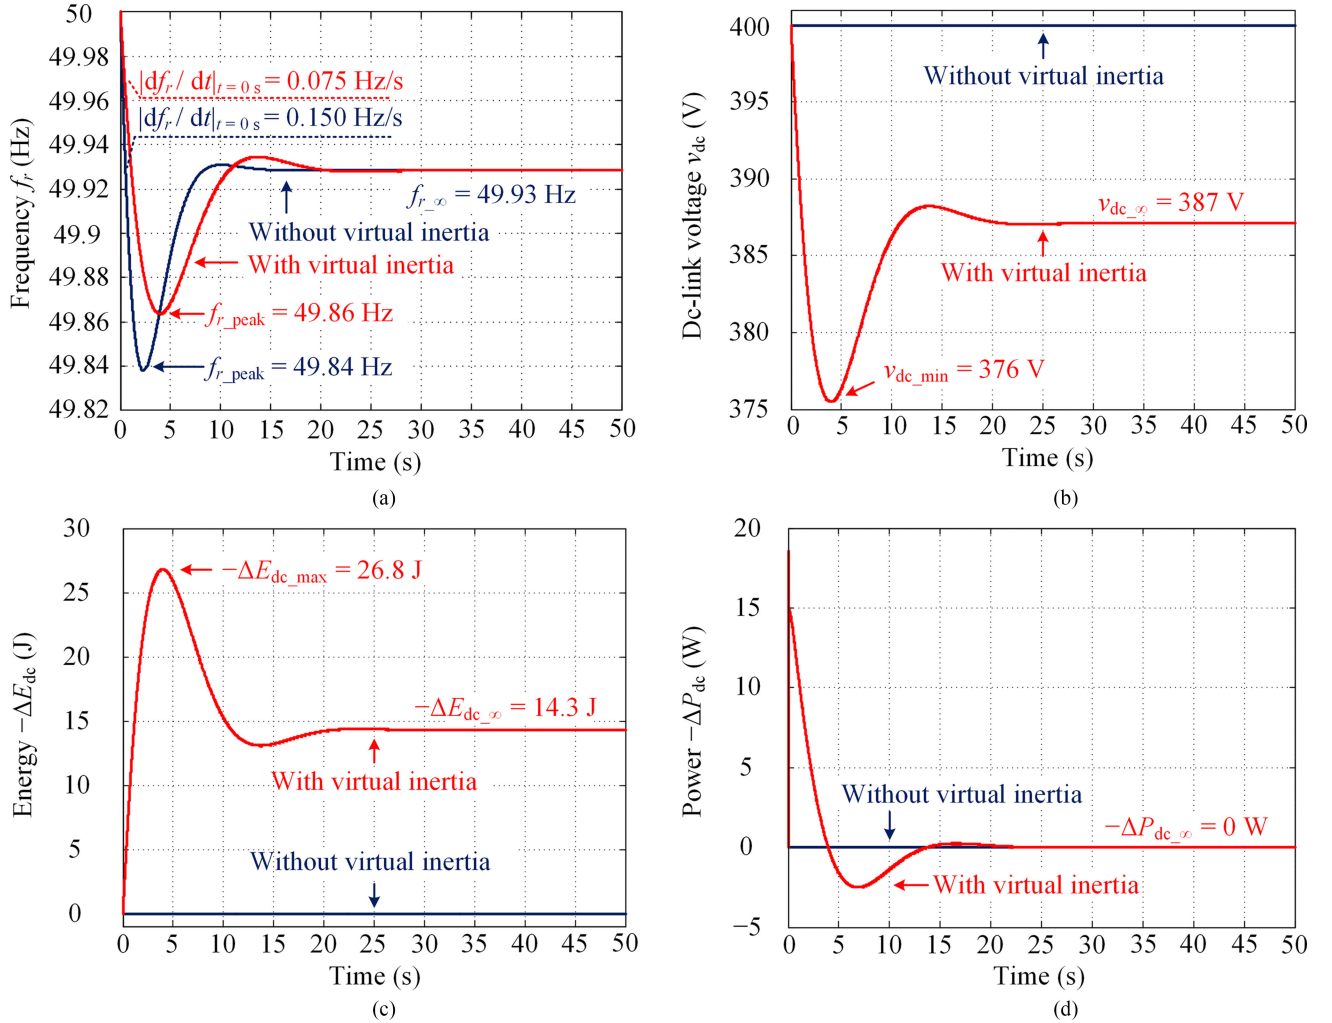 50
49.98
49.96
49.94
49.92
49.9
49.88
49.86
49.84
49.82
Frequency fr (Hz)
|dfr / dt|t = 0 s = 0.075 Hz/s
|dfr / dt|t = 0 s = 0.150 Hz/s
fr_∞ = 49.93 Hz
Without virtual inertia
With virtual inertia
fr_peak = 49.86 Hz
fr_peak = 49.84 Hz
0 5 10 15 20 25 30 35 40 45 50
Time (s)
(a)
400
395
390
385
380
375
Dc-link voltage vdc (V)
Without virtual inertia
vdc_∞ = 387 V
With virtual inertia
vdc_min = 376 V
0 5 10 15 20 25 30 35 40 45 50
Time (s)
(b)
30
25
20
15
10
5
0
Energy −ΔEdc (J)
−ΔEdc_max = 26.8 J
−ΔEdc_∞ = 14.3 J
With virtual inertia
Without virtual inertia
0 5 10 15 20 25 30 35 40 45 50
Time (s)
(c)
20
15
10
5
0
−5
Power −ΔPdc (W)
Without virtual inertia
−ΔPdc_∞ = 0 W
With virtual inertia
0 5 10 15 20 25 30 35 40 45 50
Time (s)
(d)